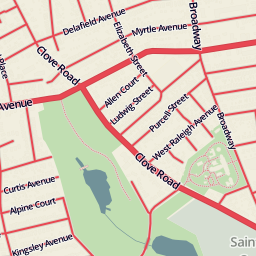 Delafield Avenue
Myrtle Avenue
Broadway
Clove Road
Elizabeth Street
place
Allen Court
Ludwig Street
Purcell Street
Avenue
West Raleigh Avenue
Broadway
Clove Road
Curtis Avenue
Alpine Court
Kingsley Avenue
Sain